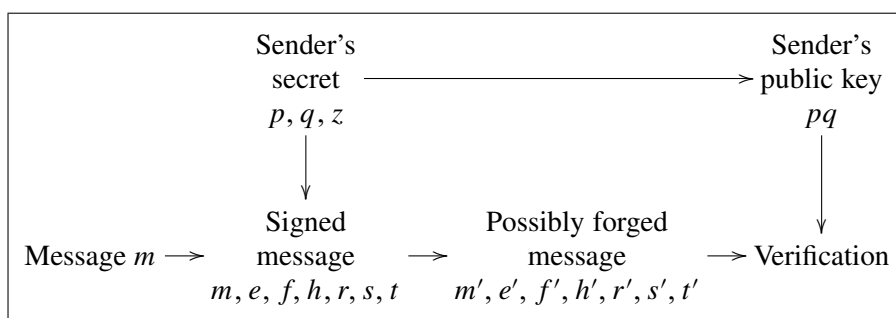 Sender's
secret
p, q, z
Sender's
public key
pq
Message m
Signed
message
m, e, f, h, r, s, t
Possibly forged
message
m′, e′, f′, h′, r′, s′, t′
Verification